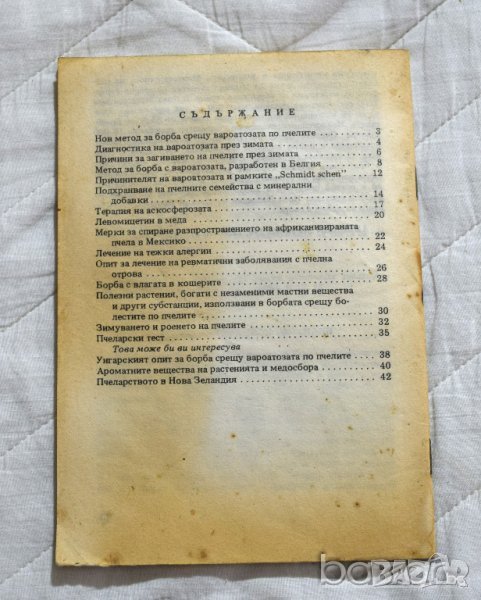 СЪДЪРЖАНИЕ
Нов метод за борба срещу вароатозата по пчелите . . . . . . . 3
Диагностика на вароатозата през зимата . . . . . . . . . . . 4
Причини за загиването на пчелите през зимата . . . . . . . . 6
Метод за борба с вароатозата, разработен в Белгия . . . . . . 8
Причинителят на вароатозата и рамките „Schmidt schen" . . 12
Подхранване на пчелните семейства с минерални
добавки . . . . . . . . . . . . . . . . . . 14
Терапия на аскосферозата . . . . . . . . . . . . . . . . . 17
Левомицетин в меда . . . . . . . . . . . . . . . . . . . . 20
Мерки за спиране разпространението на африканизираната
пчела в Мексико . . . . . . . . . . . . . . . . . . 22
Лечение на тежки алергии . . . . . . . . . . . . . . . . . 24
Опит за лечение на ревматични заболявания с пчелна
отрова . . . . . . . . . . . . . . . . . . . 26
Борба с влагата в кошерите . . . . . . . . . . . . . . . . 28
Полезни растения, богати с незаменими мастни вещества
и други субстанции, използвани в борбата срещу бо-
лестите по пчелите . . . . . . . . . . . . . . . . . 30
Зимуването и роенето на пчелите . . . . . . . . . . . . . . 32
Пчеларски тест . . . . . . . . . . . . . . . . . . . . . . 35
Това може би ви интересува
Унгарският опит за борба срещу вароатозата по пчелите . . . 38
Ароматните вещества на растенията и медосбора . . . . . . 40
Пчеларството в Нова Зеландия . . . . . . . . . . . . . . . 42